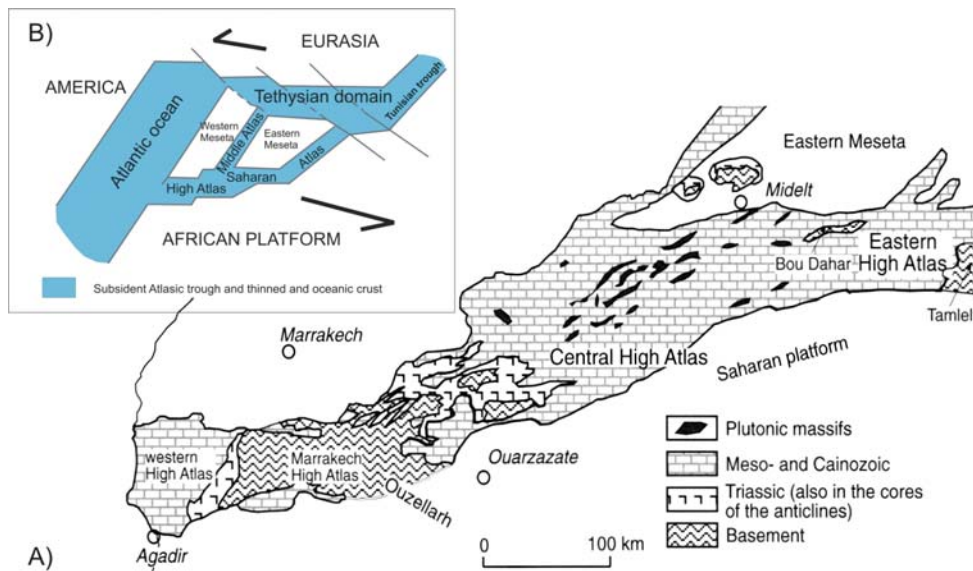 B)
EURASIA
AMERICA
Tethysian domain
Tunisian trough
Atlantic ocean
Western
Meseta
Middle Atlas
Eastern
Meseta
Atlas
Saharan
High Atlas
AFRICAN PLATFORM
Subsident Atlasic trough and thinned and oceanic crust
Eastern Meseta
Midelt
Eastern
High Atlas
Bou Dahar
Tamlelt
Marrakech
Central High Atlas
Saharan platform
western
High Atlas
Marrakech
High Atlas
Ouzellarh
Ouarzazate
Agadir
A)
0 100 km
Plutonic massifs
Meso- and Cainozoic
Triassic (also in the cores
of the anticlines)
Basement